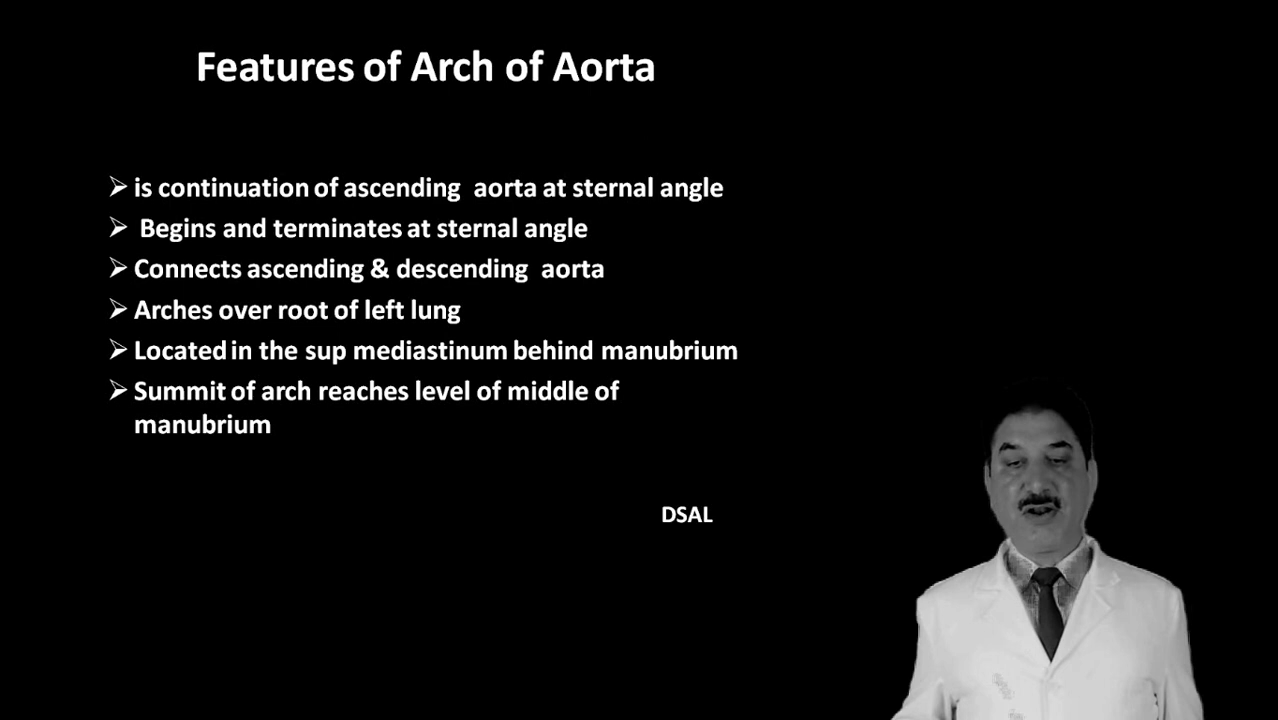 Features of Arch of Aorta
➢ is continuation of ascending aorta at sternal angle
➢ Begins and terminates at sternal angle
➢ Connects ascending & descending aorta
➢ Arches over root of left lung
➢ Located in the sup mediastinum behind manubrium
➢ Summit of arch reaches level of middle of
manubrium
DSAL